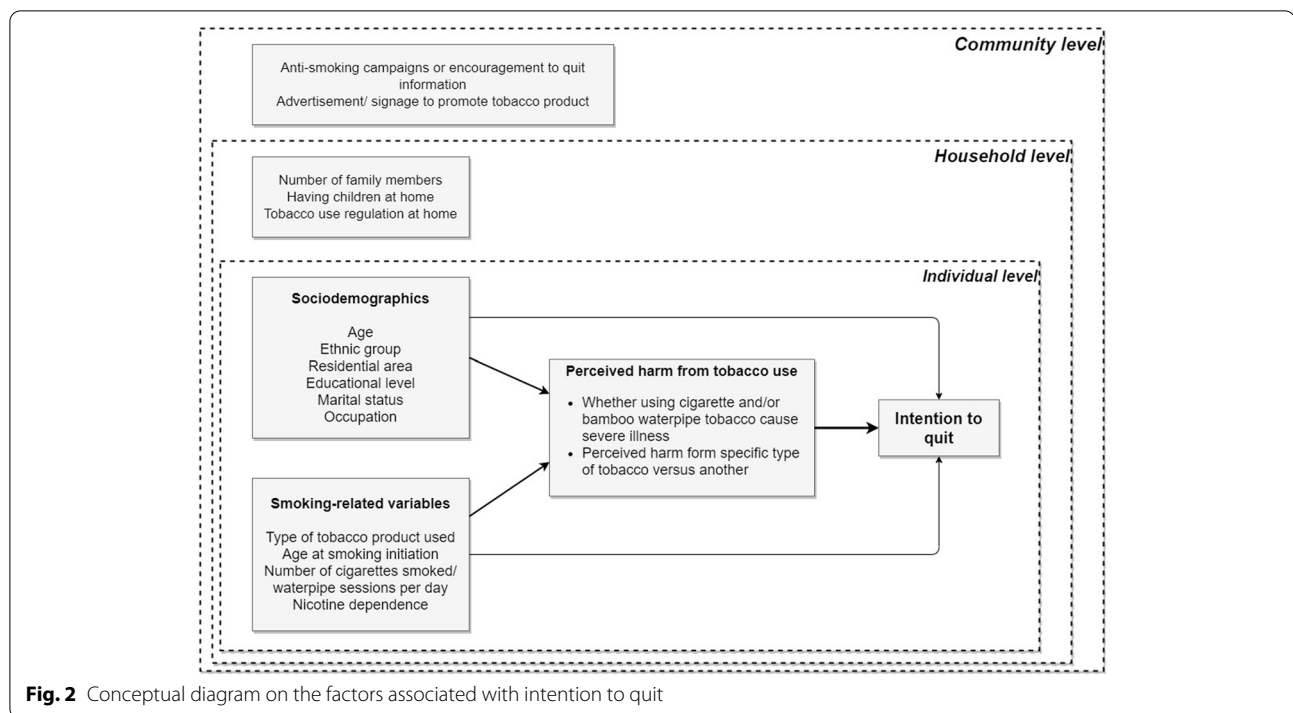 Community level
Anti-smoking campaigns or encouragement to quit
information
Advertisement/ signage to promote tobacco product
Household level
Number of family members
Having children at home
Tobacco use regulation at home
Individual level
Sociodemographics
Age
Ethnic group
Residential area
Educational level
Marital status
Occupation
Perceived harm from tobacco use
• Whether using cigarette and/or
bamboo waterpipe tobacco cause
severe illness
• Perceived harm form specific type
of tobacco versus another
Intention to
quit
Smoking-related variables
Type of tobacco product used
Age at smoking initiation
Number of cigarettes smoked/
waterpipe sessions per day
Nicotine dependence
Fig. 2 Conceptual diagram on the factors associated with intention to quit